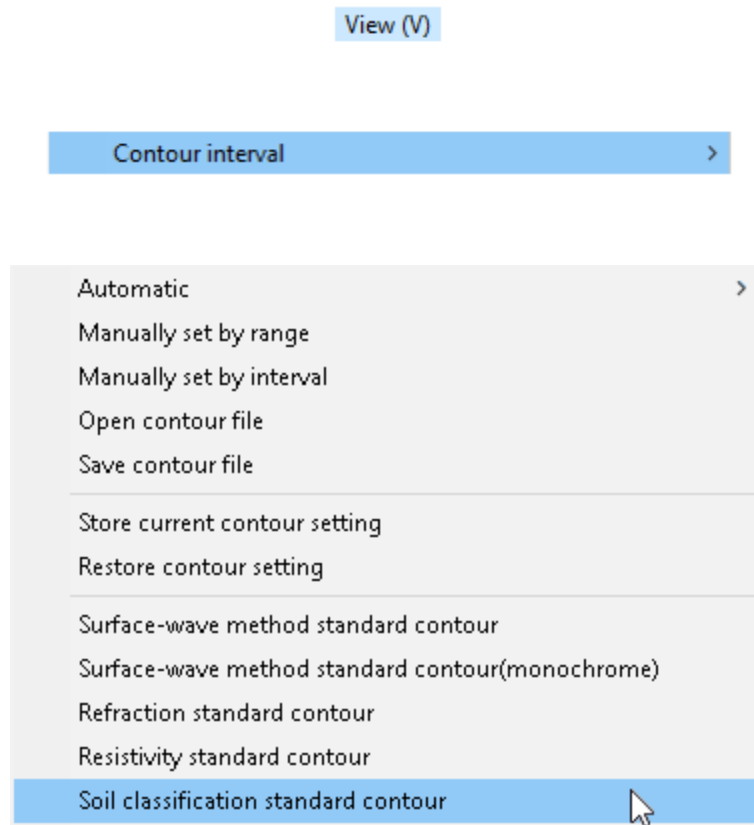 View (V)
Contour interval
Automatic
Manually set by range
Manually set by interval
Open contour file
Save contour file
Store current contour setting
Restore contour setting
Surface-wave method standard contour
Surface-wave method standard contour(monochrome)
Refraction standard contour
Resistivity standard contour
Soil classification standard contour